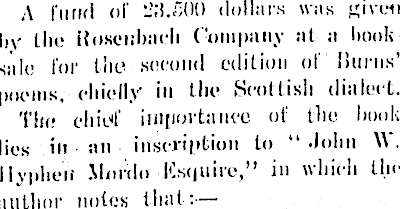 A fund of 23,500 dollars was given
by the Rosenbach Company at a book
sale for the second edition of Burns'
poems, chiefly in the Scottish dialect.
The chief importance of the book
lies in an inscription to "John W.
Hyphen Mordo Esquire," in which the
author notes that:—